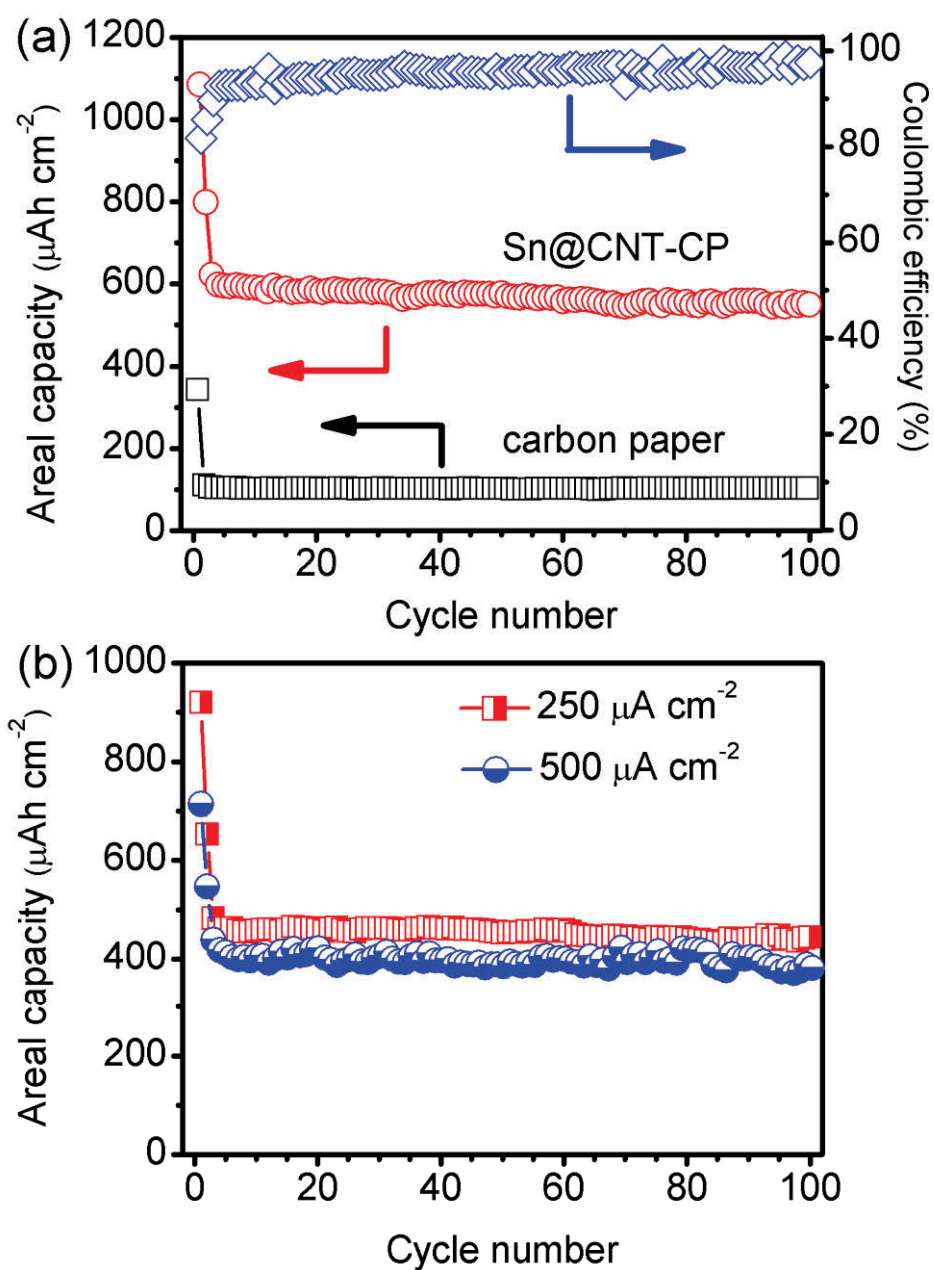 (a)
1200
1000
800
600
400
200
0
Areal capacity (μAh cm⁻²)
100
80
60
40
20
0
Coulombic efficiency (%)
Sn@CNT-CP
carbon paper
0 20 40 60 80 100
Cycle number
(b)
1000
800
600
400
200
0
Areal capacity (μAh cm⁻²)
250 μA cm⁻²
500 μA cm⁻²
0 20 40 60 80 100
Cycle number